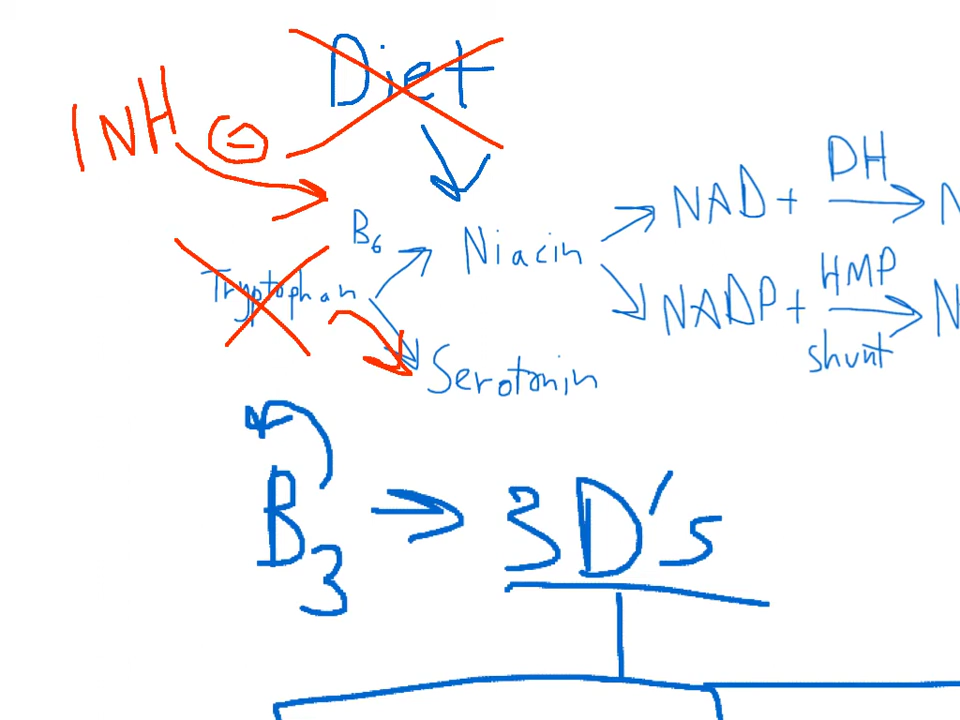 Diet
INH ⊖
DH
B6 Niacin NAD+ N
Tryptophan HMP
NADP+ N
shunt
Serotonin
B3 → 3D's